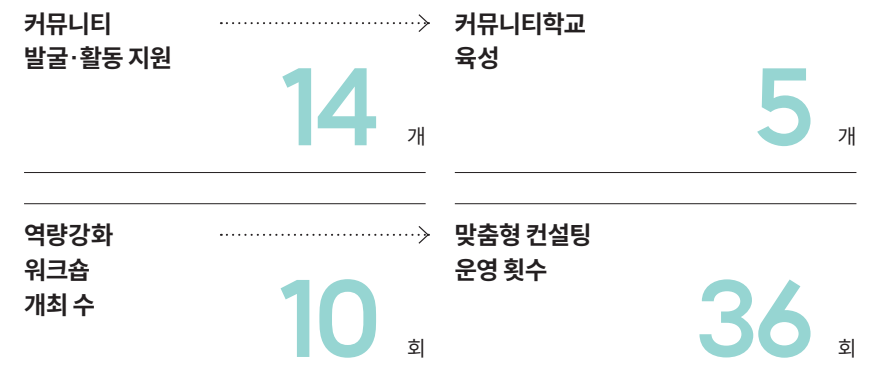 커뮤니티
발굴·활동 지원
14 개
커뮤니티학교
육성
5 개
역량강화
워크숍
개최 수
10 회
맞춤형 컨설팅
운영 횟수
36 회